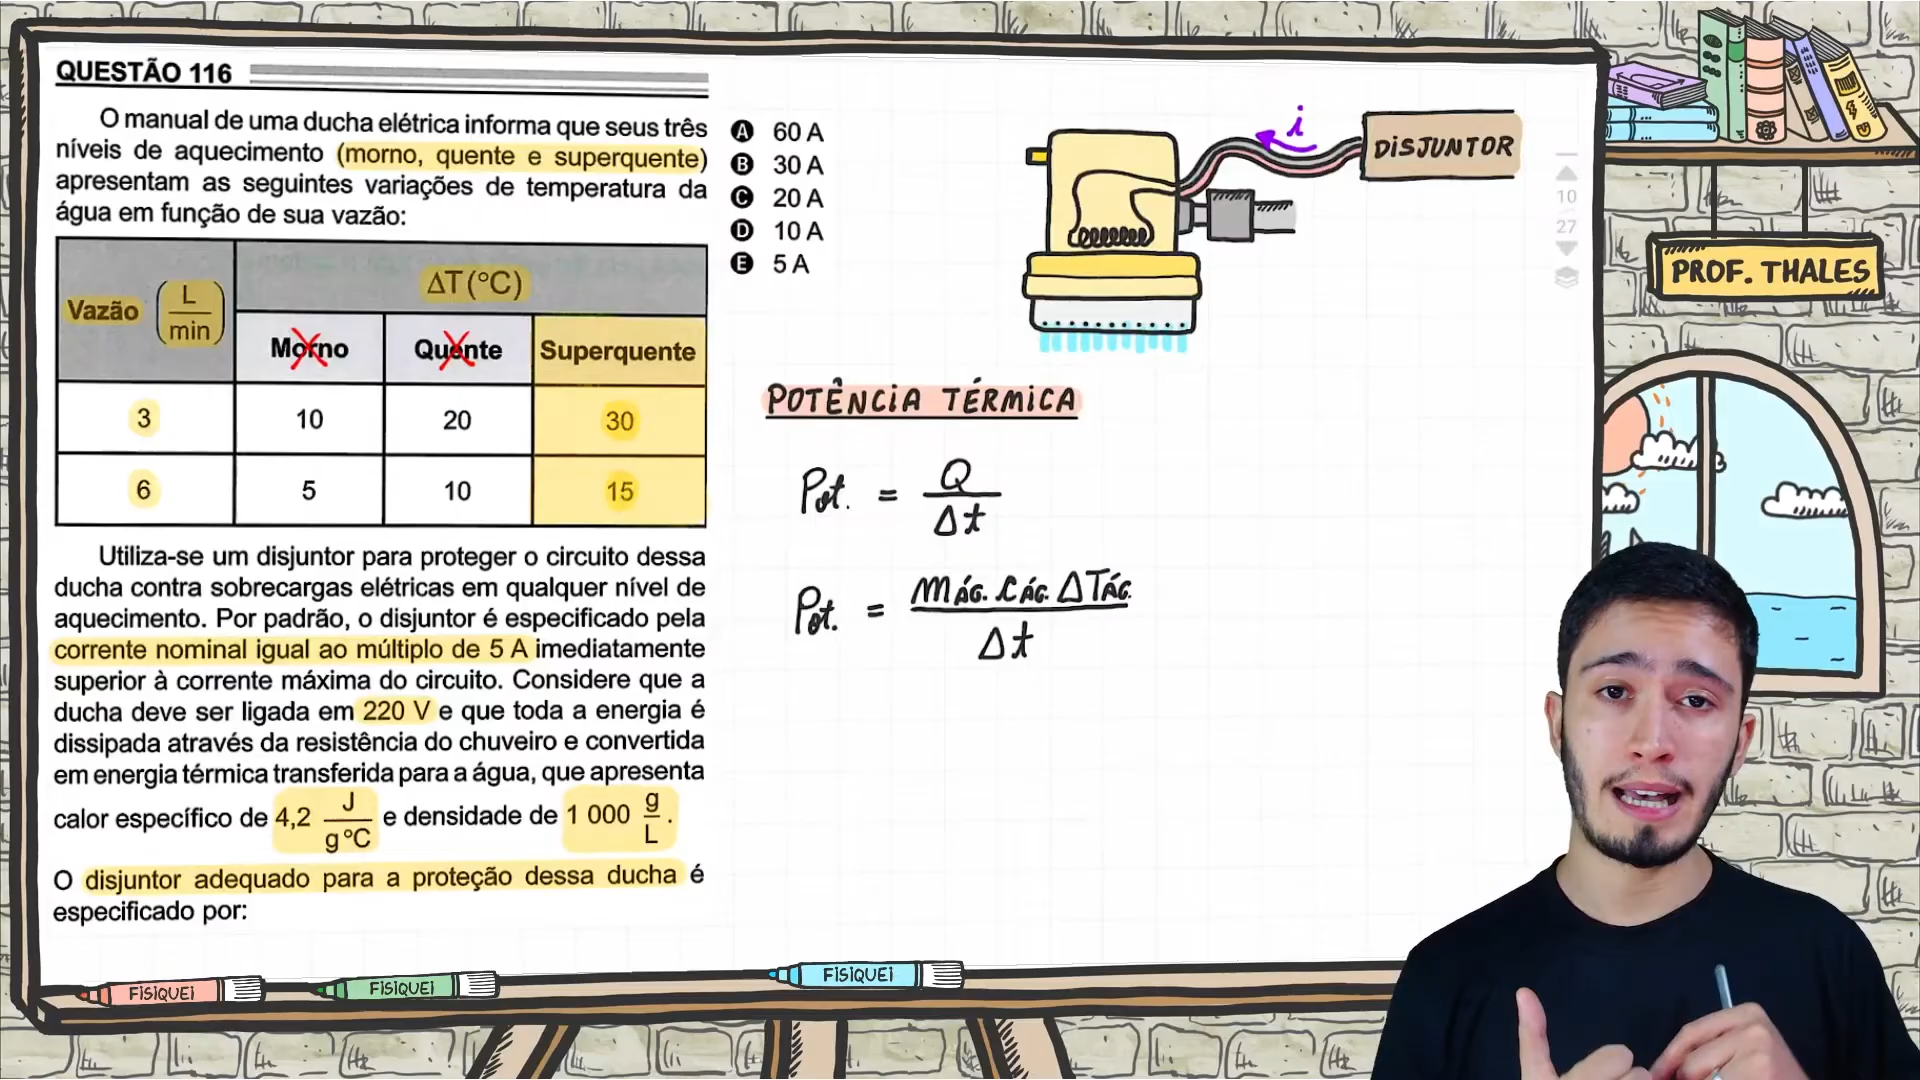 QUESTÃO 116
O manual de uma ducha elétrica informa que seus três
níveis de aquecimento (morno, quente e superquente)
apresentam as seguintes variações de temperatura da
água em função de sua vazão:
Vazão (L/min)
ΔT(°C)
Morno Quente Superquente
3 10 20 30
6 5 10 15
Utiliza-se um disjuntor para proteger o circuito dessa
ducha contra sobrecargas elétricas em qualquer nível de
aquecimento. Por padrão, o disjuntor é especificado pela
corrente nominal igual ao múltiplo de 5 A imediatamente
superior à corrente máxima do circuito. Considere que a
ducha deve ser ligada em 220 V e que toda a energia é
dissipada através da resistência do chuveiro e convertida
em energia térmica transferida para a água, que apresenta
calor específico de 4,2 J/g°C e densidade de 1 000 g/L.
O disjuntor adequado para a proteção dessa ducha é
especificado por:
A 60 A
B 30 A
C 20 A
D 10 A
E 5 A
i
DISJUNTOR
POTÊNCIA TÉRMICA
Pot. = Q/Δt
Pot. = mÁG. cÁG. ΔTÁG./Δt
10
27
PROF. THALES
FISIQUEI
FISIQUEI
FISIQUEI